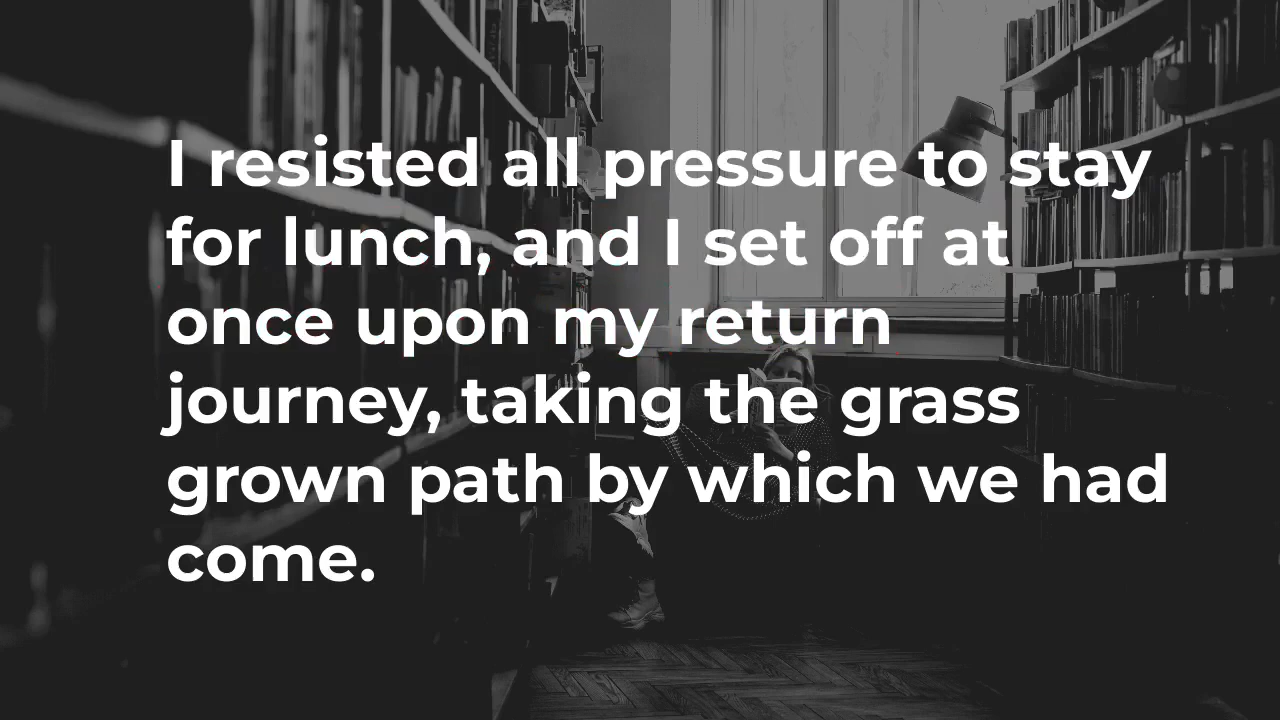 I resisted all pressure to stay
for lunch, and I set off at
once upon my return
journey, taking the grass
grown path by which we had
come.